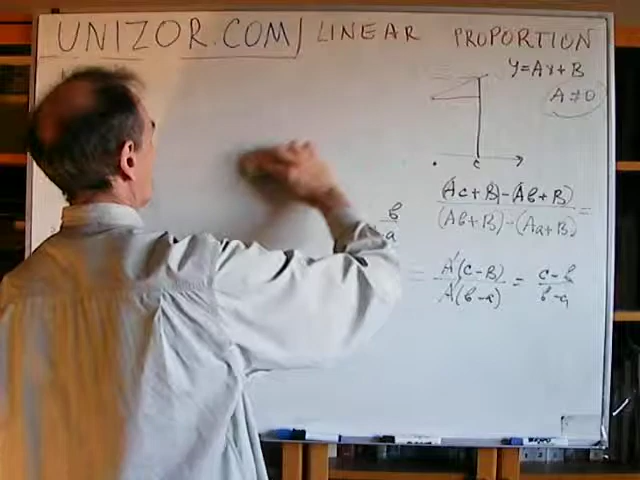 UNIZOR.COM/ LINEAR PROPORTION
y=Ax+B
A≠0
c
(Ac+B)-(Ab+B)
(Ab+B)-(Aa+B) =
b
a
= A(c-B) = c-b
A(b-a) b-a